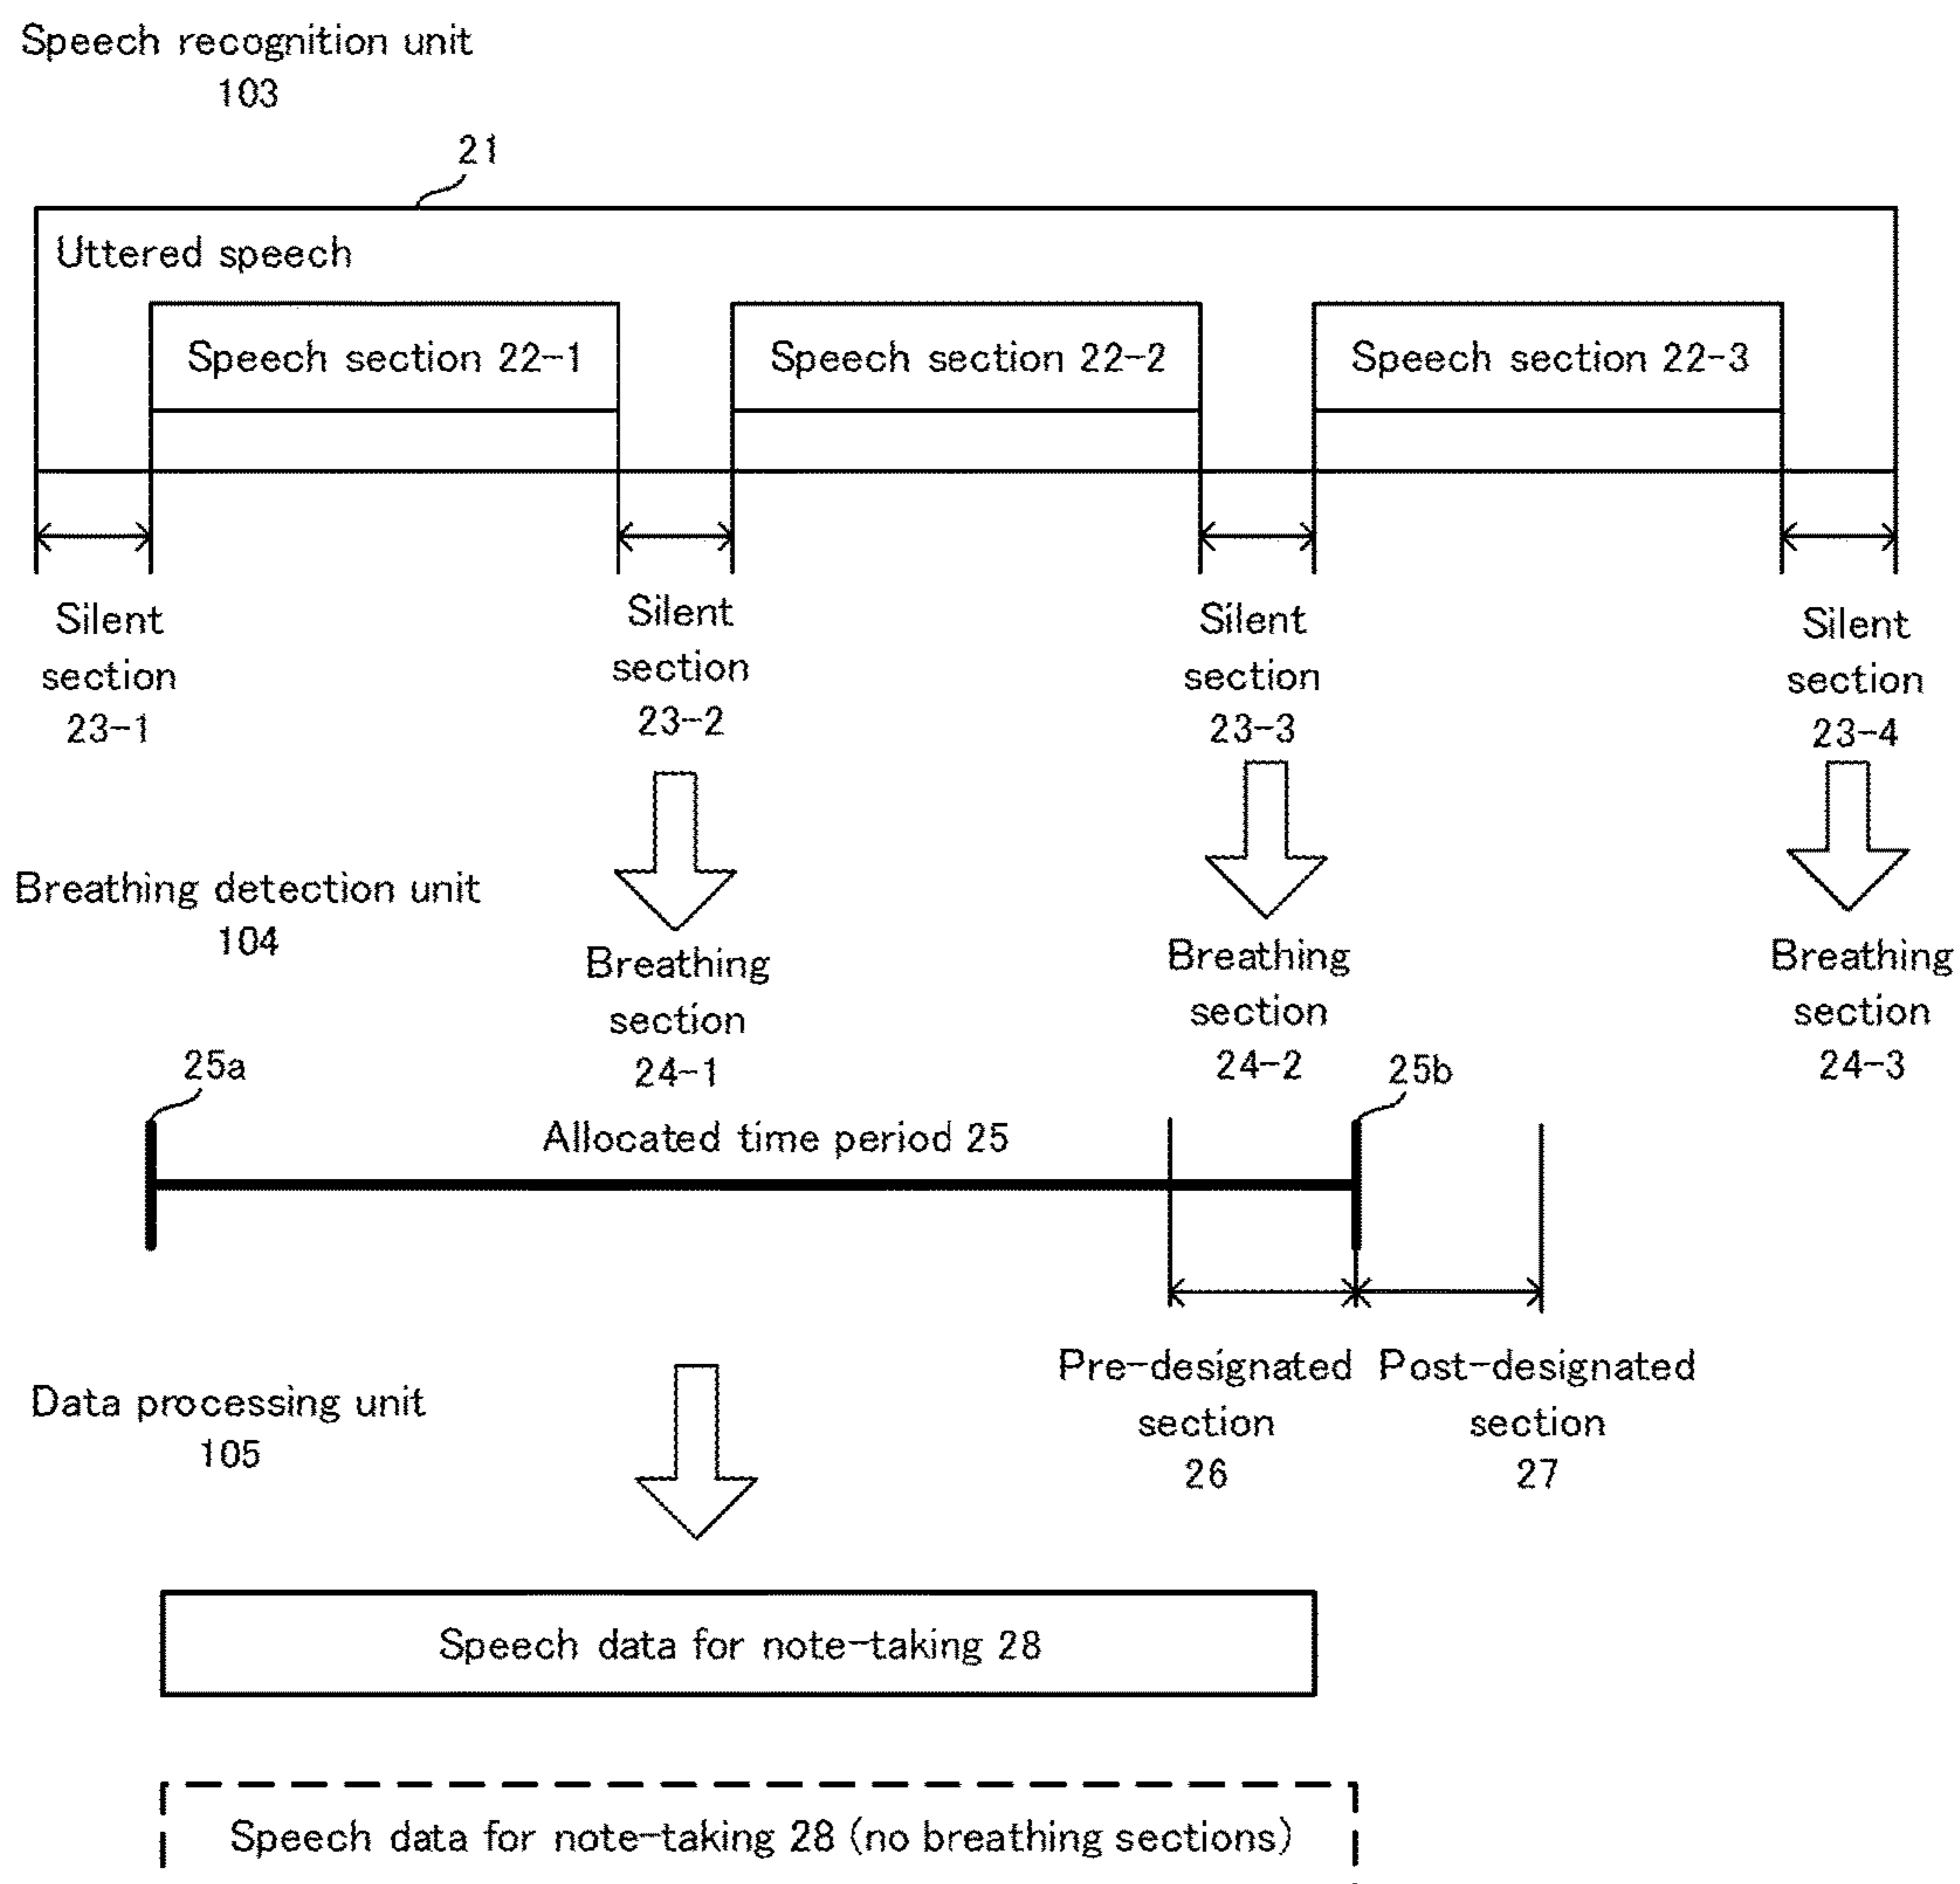 Speech recognition unit
103
21
Uttered speech
Speech section 22-1
Speech section 22-2
Speech section 22-3
Silent
section
23-1
Silent
section
23-2
Silent
section
23-3
Silent
section
23-4
Breathing detection unit
104
Breathing
section
24-1
Breathing
section
24-2
Breathing
section
24-3
25a
25b
Allocated time period 25
Pre-designated
section
26
Post-designated
section
27
Data processing unit
105
Speech data for note-taking 28
Speech data for note-taking 28 (no breathing sections)